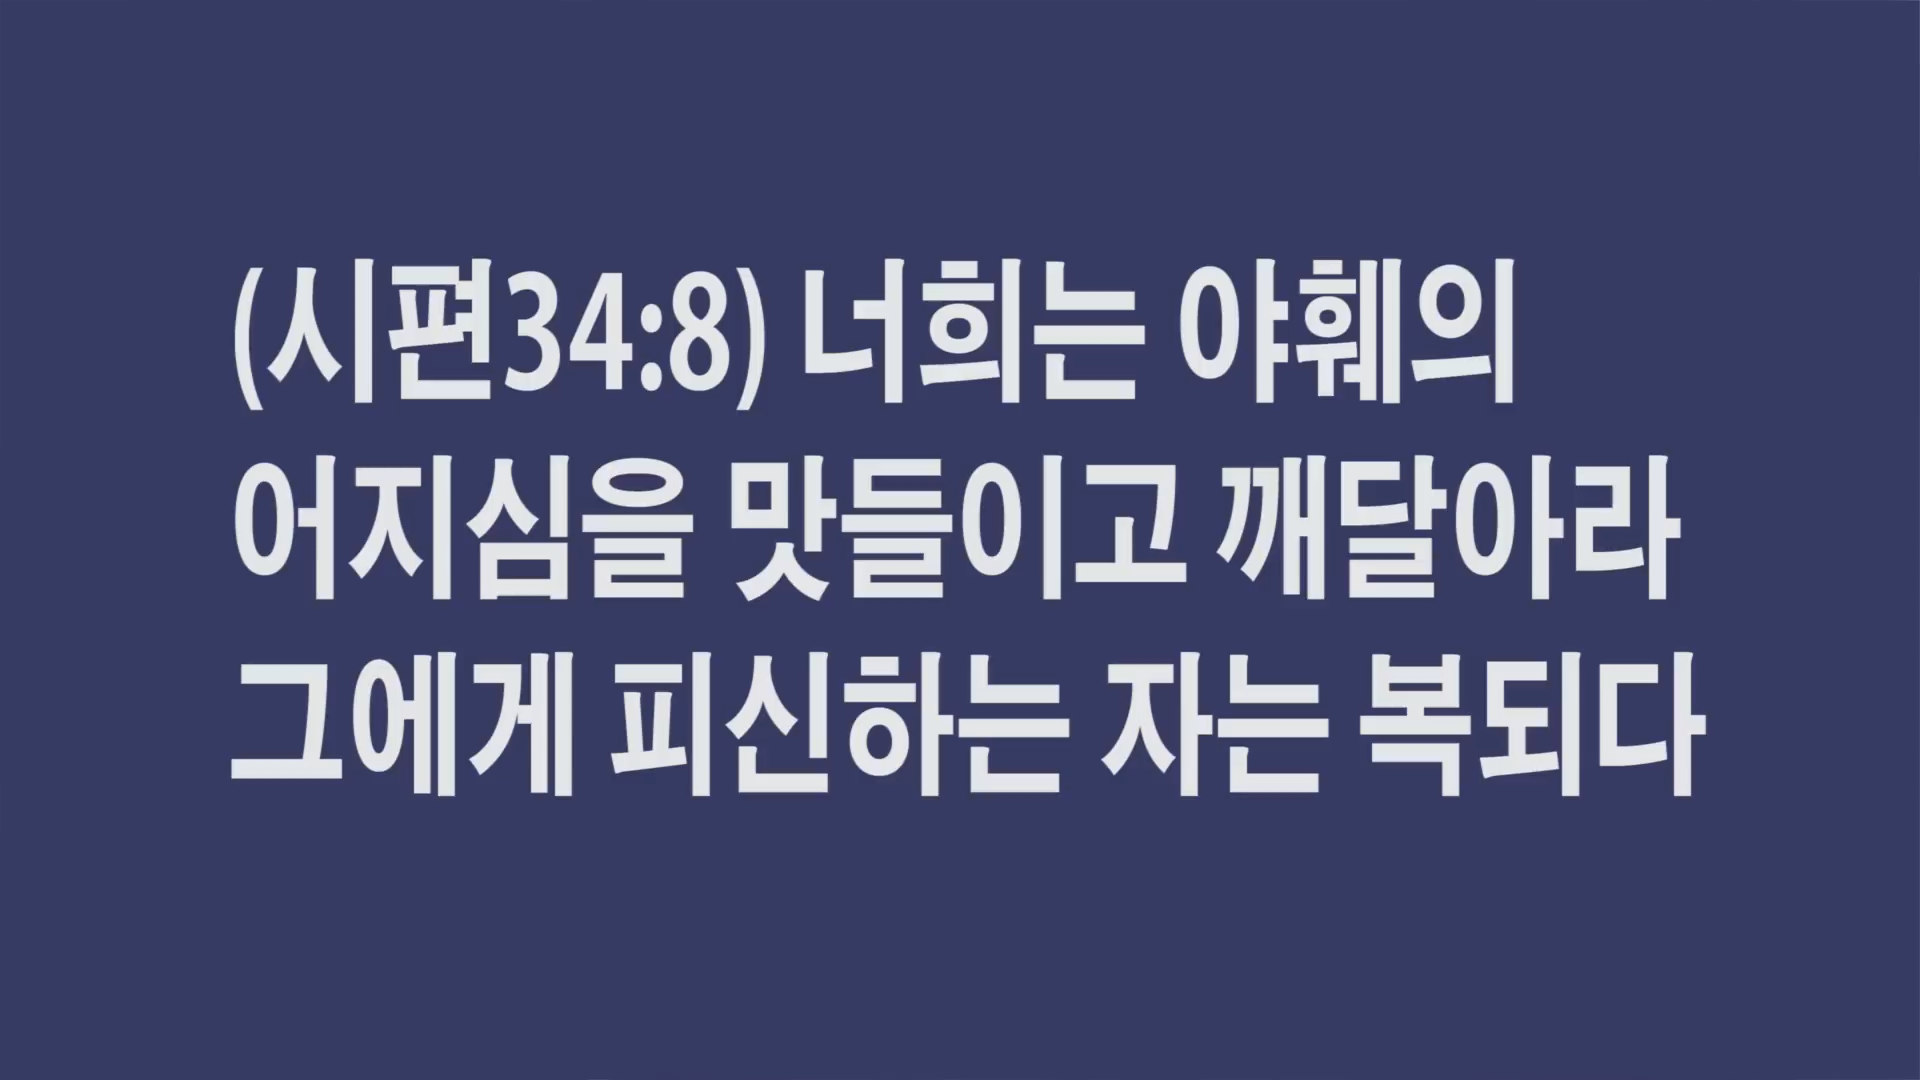 (시편34:8) 너희는 야훼의
어지심을 맛들이고 깨달아라
그에게 피신하는 자는 복되다